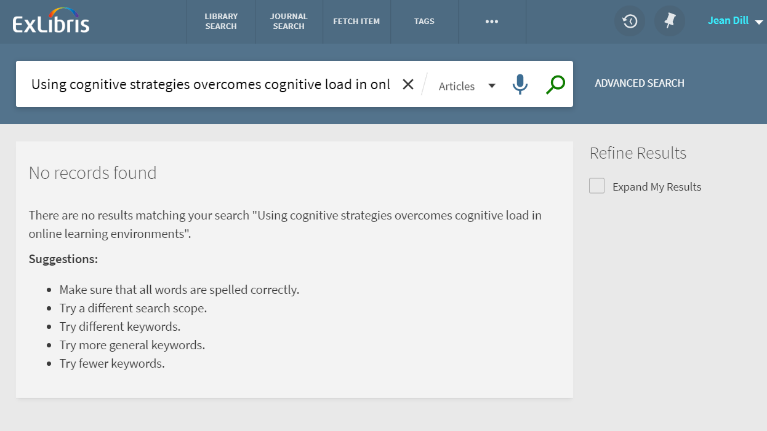 ExLibris
LIBRARY
SEARCH
JOURNAL
SEARCH
FETCH ITEM
TAGS
Jean Dill
Using cognitive strategies overcomes cognitive load in onl
Articles
ADVANCED SEARCH
No records found
There are no results matching your search "Using cognitive strategies overcomes cognitive load in
online learning environments".
Suggestions:
• Make sure that all words are spelled correctly.
• Try a different search scope.
• Try different keywords.
• Try more general keywords.
• Try fewer keywords.
Refine Results
Expand My Results